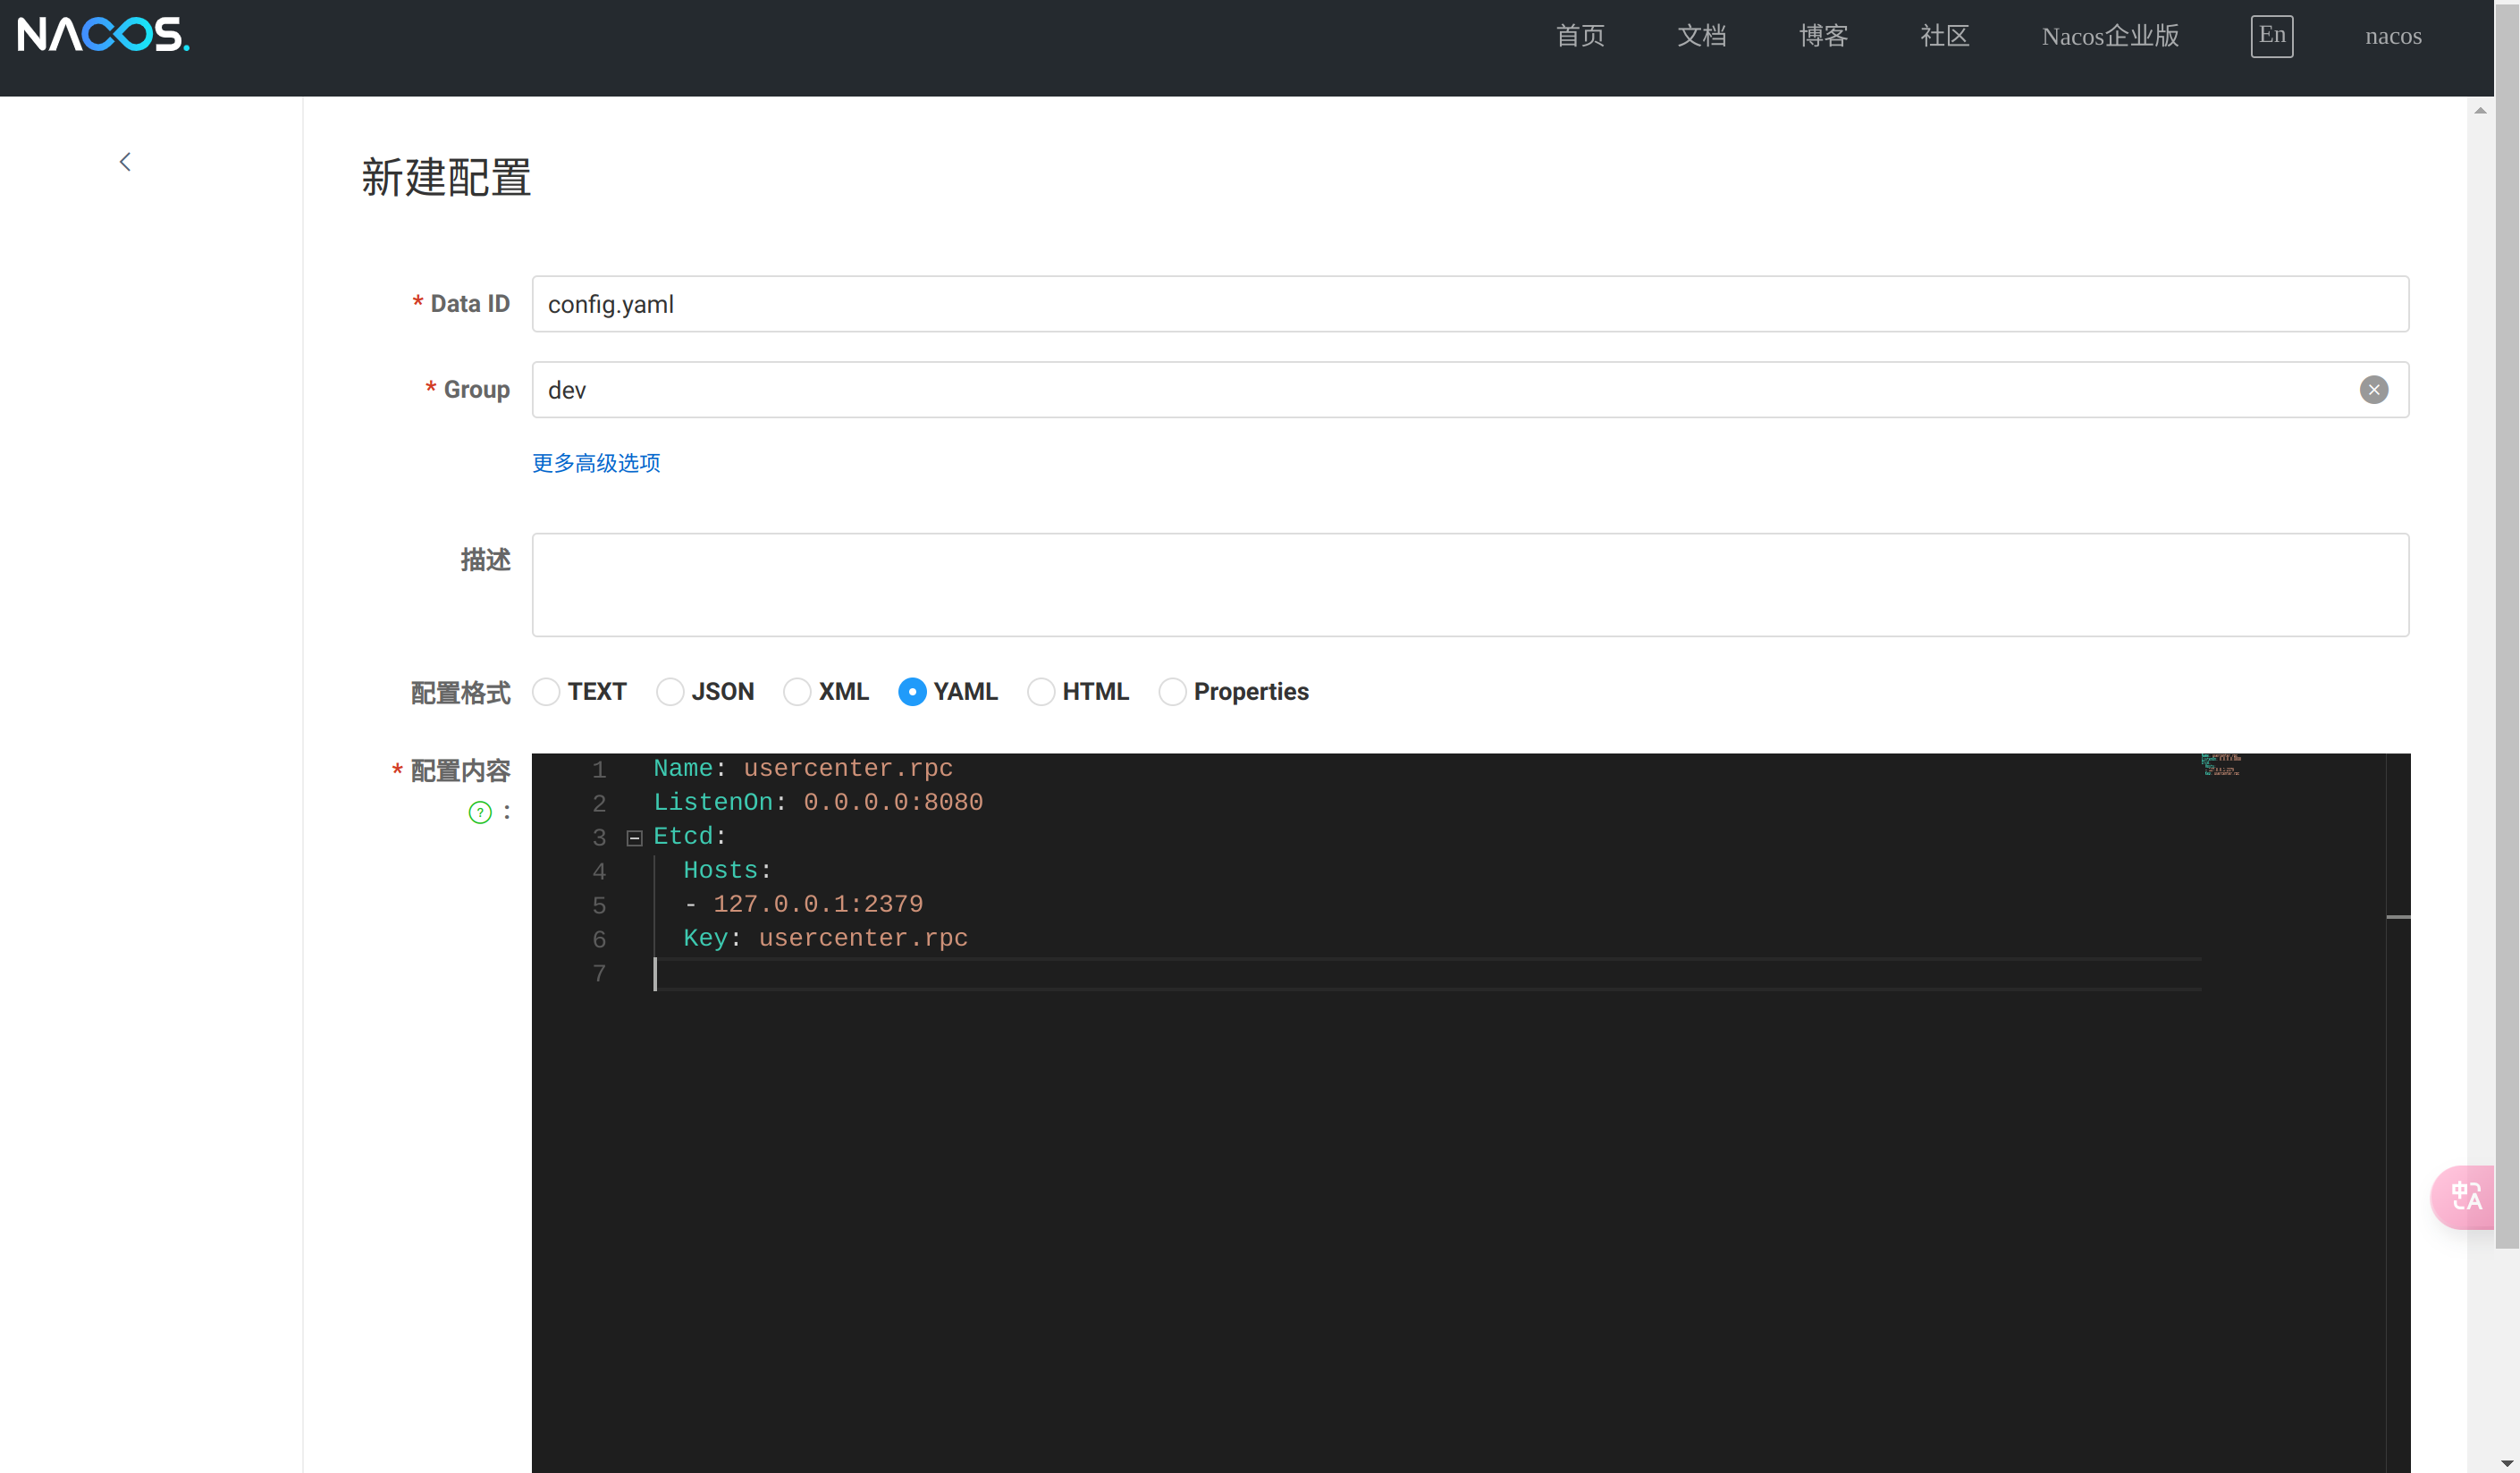 NACOS.
首页 文档 博客 社区 Nacos企业版 En nacos
新建配置
* Data ID config.yaml
* Group dev
更多高级选项
描述
配置格式 TEXT JSON XML YAML HTML Properties
* 配置内容
? :
1 Name: usercenter.rpc
2 ListenOn: 0.0.0.0:8080
3 Etcd:
4 Hosts:
5 - 127.0.0.1:2379
6 Key: usercenter.rpc
7
中A